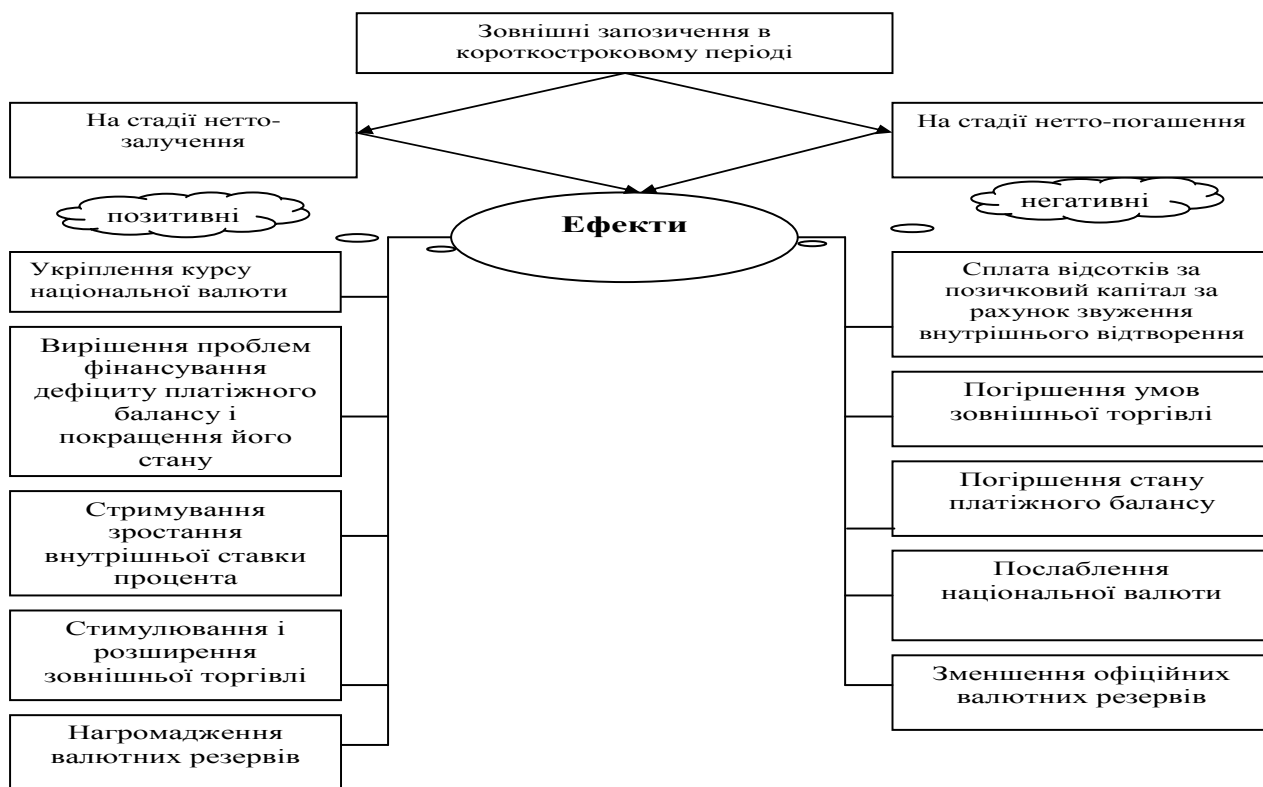 Зовнішні запозичення в
короткостроковому періоді
На стадії нетто-
залучення
На стадії нетто-погашення
позитивні
негативні
Ефекти
Укріплення курсу
національної валюти
Вирішення проблем
фінансування
дефіциту платіжного
балансу і
покращення його
стану
Стримування
зростання
внутрішньої ставки
процента
Стимулювання і
розширення
зовнішньої торгівлі
Нагромадження
валютних резервів
Сплата відсотків за
позичковий капітал за
рахунок звуження
внутрішнього відтворення
Погіршення умов
зовнішньої торгівлі
Погіршення стану
платіжного балансу
Послаблення
національної валюти
Зменшення офіційних
валютних резервів